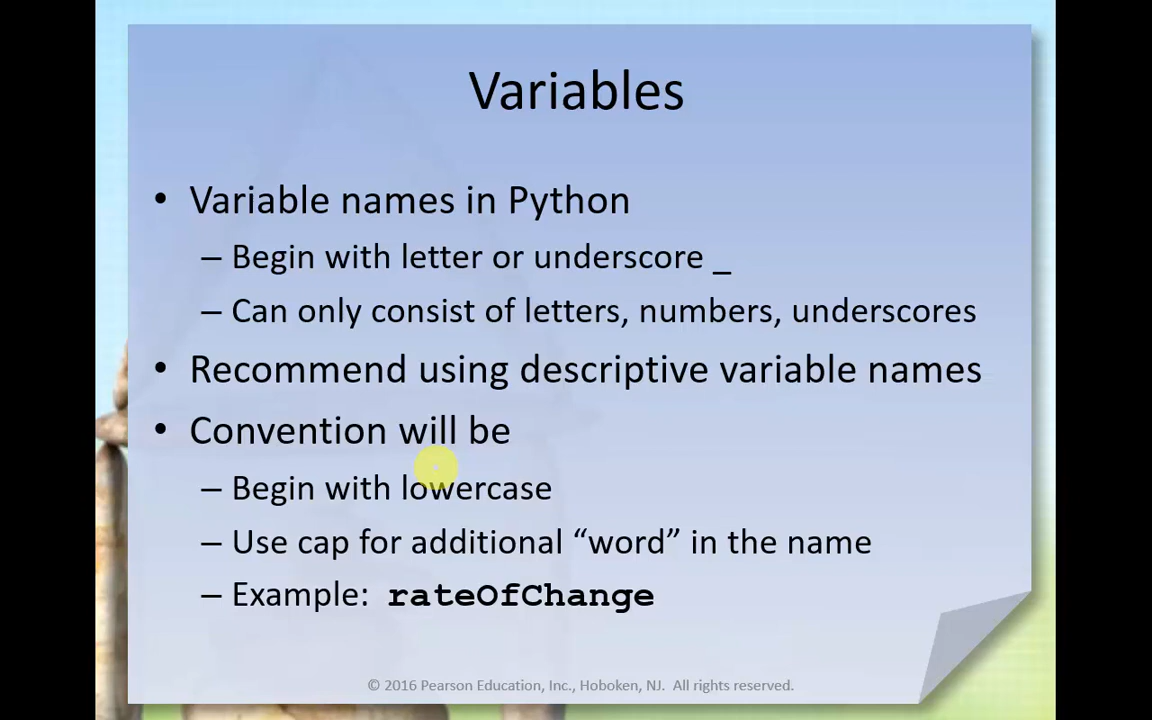 Variables
• Variable names in Python
– Begin with letter or underscore _
– Can only consist of letters, numbers, underscores
• Recommend using descriptive variable names
• Convention will be
– Begin with lowercase
– Use cap for additional “word” in the name
– Example: rateOfChange
© 2016 Pearson Education, Inc., Hoboken, NJ. All rights reserved.